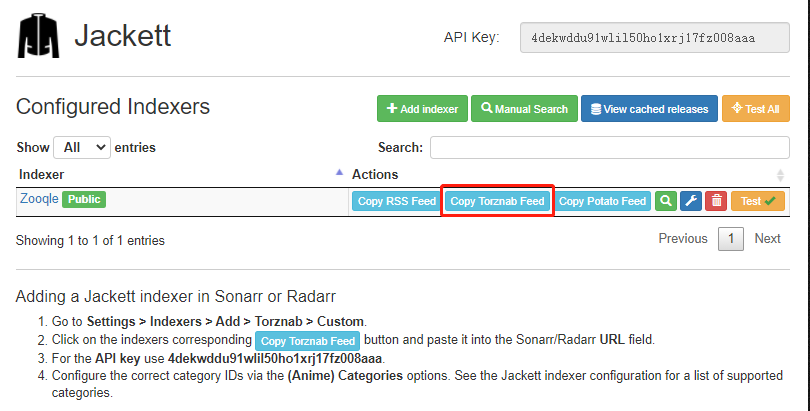 Jackett
API Key: 4dekwddu91wlil50ho1xrj17fz008aaa
Configured Indexers
Add indexer Manual Search View cached releases Test All
Show All entries Search:
Indexer Actions
Zooqle Public Copy RSS Feed Copy Torznab Feed Copy Potato Feed Test
Showing 1 to 1 of 1 entries Previous 1 Next
Adding a Jackett indexer in Sonarr or Radarr
1. Go to Settings > Indexers > Add > Torznab > Custom.
2. Click on the indexers corresponding Copy Torznab Feed button and paste it into the Sonarr/Radarr URL field.
3. For the API key use 4dekwddu91wlil50ho1xrj17fz008aaa.
4. Configure the correct category IDs via the (Anime) Categories options. See the Jackett indexer configuration for a list of supported
categories.